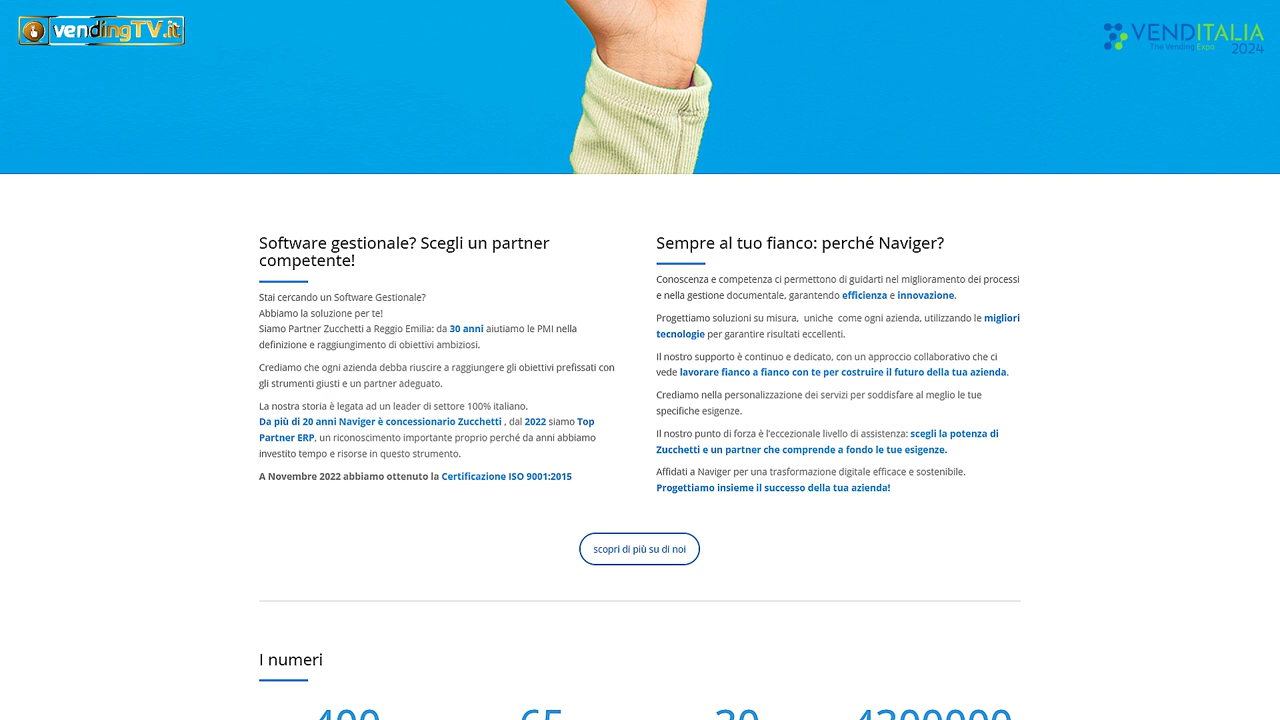 vendingTV.it
VENDITALIA
The Vending Expo
2024
Software gestionale? Scegli un partner
competente!
Stai cercando un Software Gestionale?
Abbiamo la soluzione per te!
Siamo Partner Zucchetti a Reggio Emilia: da 30 anni aiutiamo le PMI nella
definizione e raggiungimento di obiettivi ambiziosi.
Crediamo che ogni azienda debba riuscire a raggiungere gli obiettivi prefissati con
gli strumenti giusti e un partner adeguato.
La nostra storia è legata ad un leader di settore 100% italiano.
Da più di 20 anni Naviger è concessionario Zucchetti , dal 2022 siamo Top
Partner ERP, un riconoscimento importante proprio perché da anni abbiamo
investito tempo e risorse in questo strumento.
A Novembre 2022 abbiamo ottenuto la Certificazione ISO 9001:2015
Sempre al tuo fianco: perché Naviger?
Conoscenza e competenza ci permettono di guidarti nel miglioramento dei processi
e nella gestione documentale, garantendo efficienza e innovazione.
Progettiamo soluzioni su misura, uniche come ogni azienda, utilizzando le migliori
tecnologie per garantire risultati eccellenti.
Il nostro supporto è continuo e dedicato, con un approccio collaborativo che ci
vede lavorare fianco a fianco con te per costruire il futuro della tua azienda.
Crediamo nella personalizzazione dei servizi per soddisfare al meglio le tue
specifiche esigenze.
Il nostro punto di forza è l'eccezionale livello di assistenza: scegli la potenza di
Zucchetti e un partner che comprende a fondo le tue esigenze.
Affidati a Naviger per una trasformazione digitale efficace e sostenibile.
Progettiamo insieme il successo della tua azienda!
scopri di più su di noi
I numeri
400 65 30 4300000